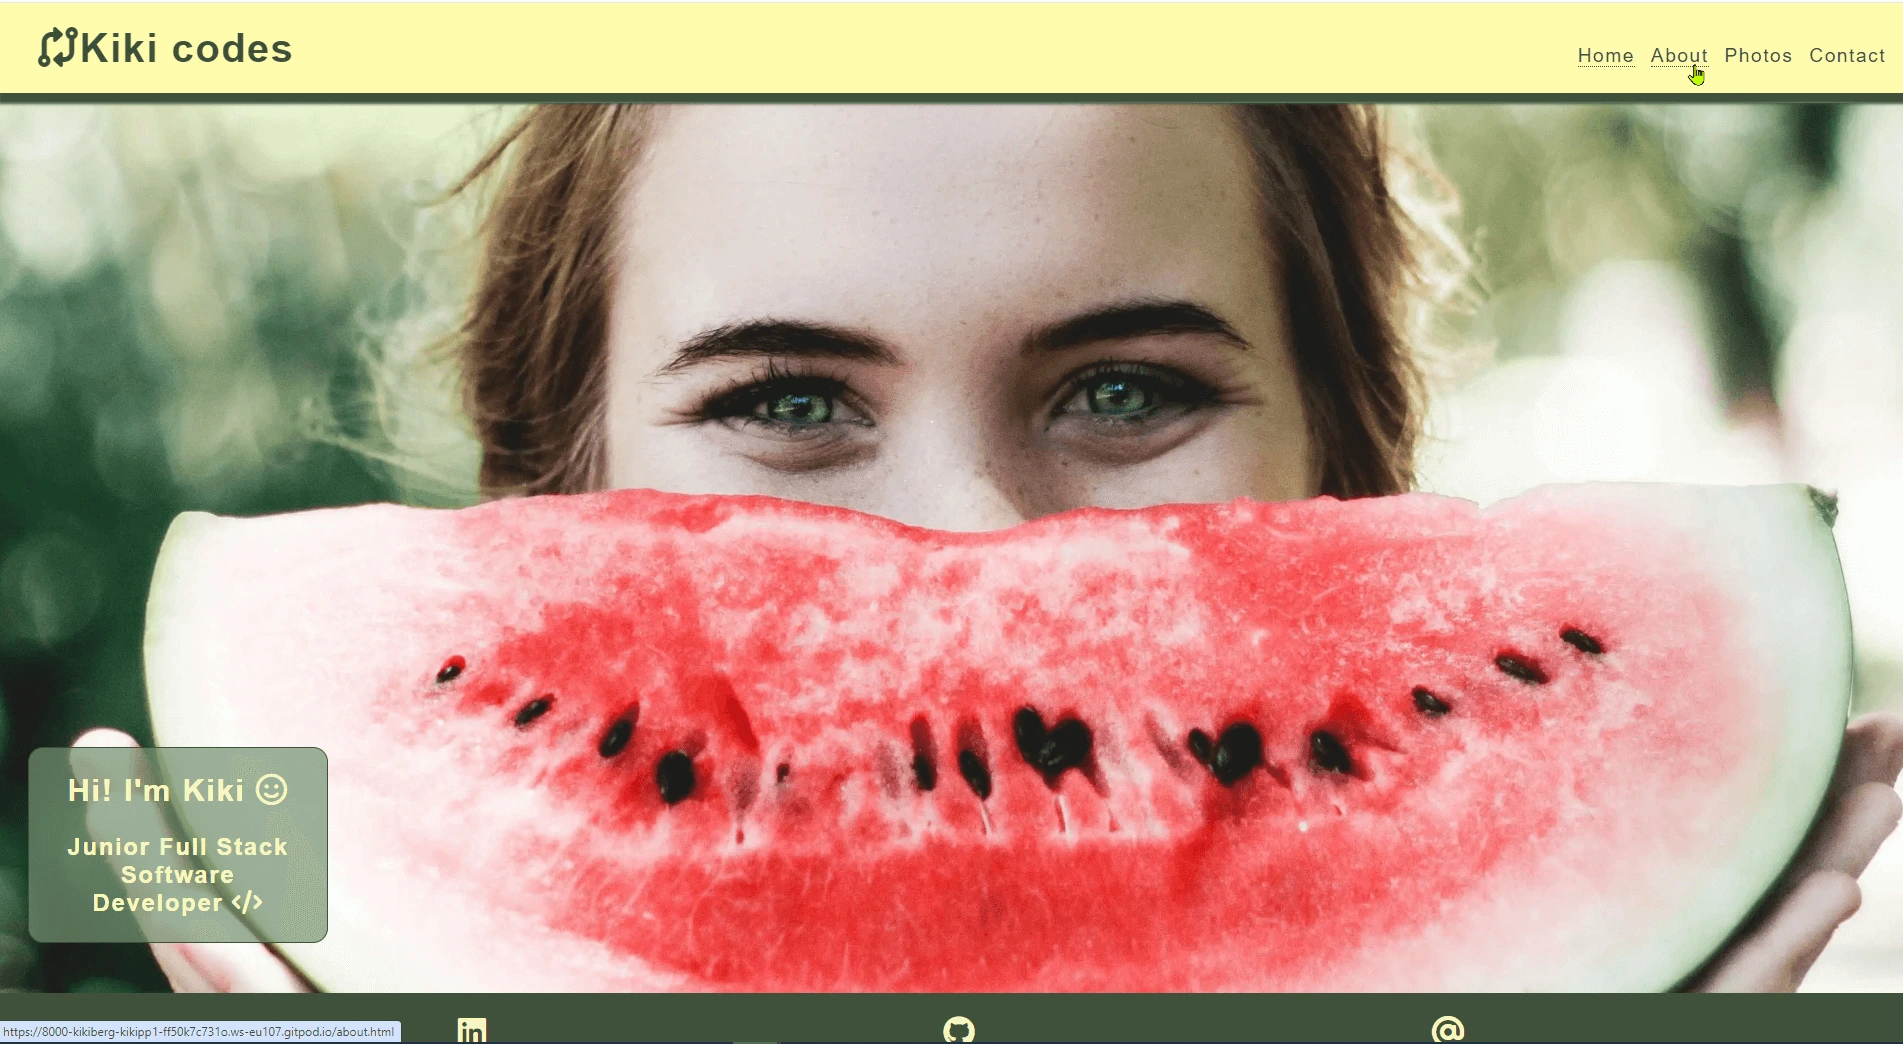 Kiki codes
Home About Photos Contact
Hi! I'm Kiki
Junior Full Stack
Software
Developer </>
https://8000-kikiberg-kikipp1-ff50k7c731o.ws-eu107.gitpod.io/about.html
in
@